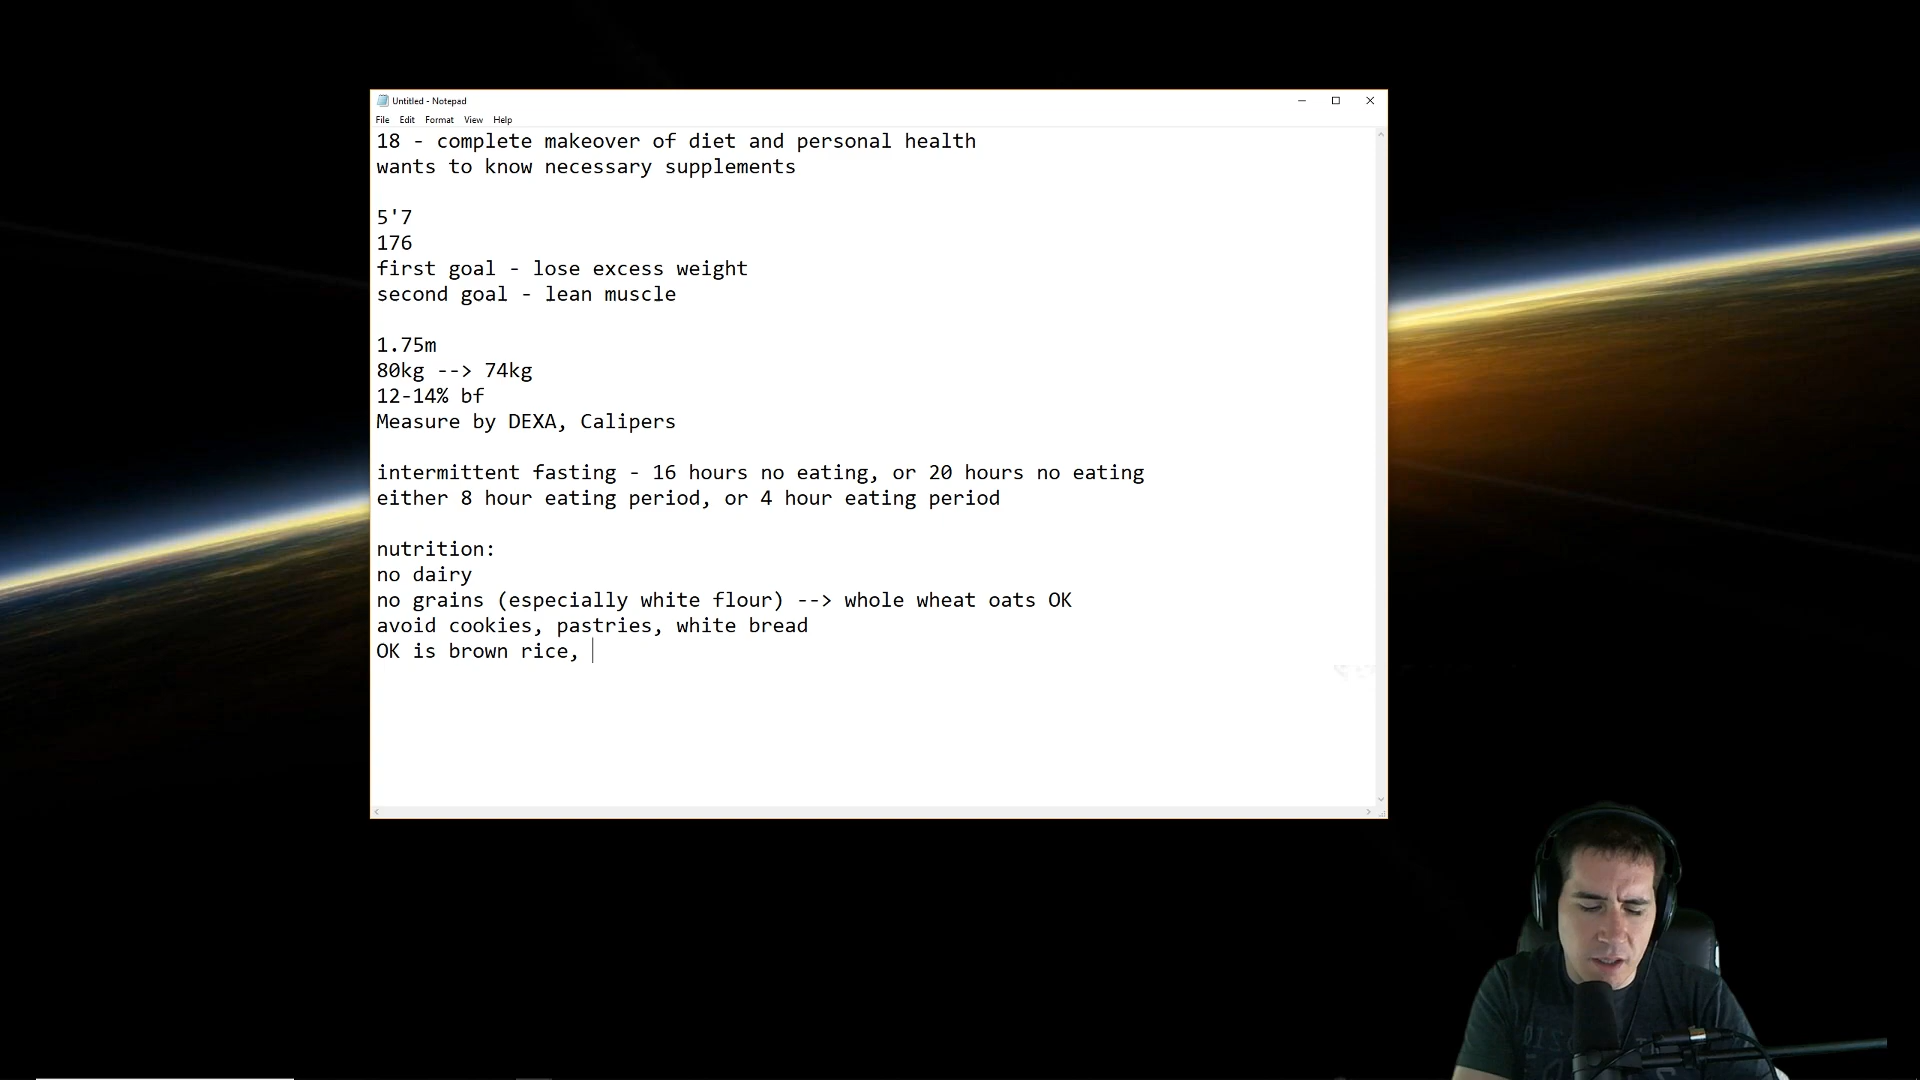 Untitled - Notepad
File Edit Format View Help
18 - complete makeover of diet and personal health
wants to know necessary supplements
5'7
176
first goal - lose excess weight
second goal - lean muscle
1.75m
80kg --> 74kg
12-14% bf
Measure by DEXA, Calipers
intermittent fasting - 16 hours no eating, or 20 hours no eating
either 8 hour eating period, or 4 hour eating period
nutrition:
no dairy
no grains (especially white flour) --> whole wheat oats OK
avoid cookies, pastries, white bread
OK is brown rice,